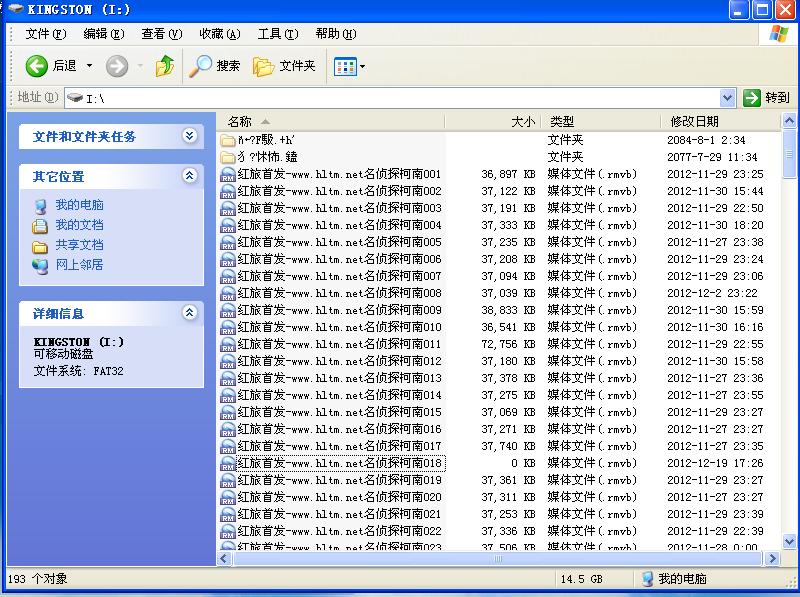 KINGSTON (I:)
文件(F) 编辑(E) 查看(V) 收藏(A) 工具(T) 帮助(H)
后退 搜索 文件夹
地址(D) I:\ 转到
文件和文件夹任务
其它位置
我的电脑
我的文档
共享文档
网上邻居
详细信息
KINGSTON (I:)
可移动磁盘
文件系统: FAT32
名称 大小 类型 修改日期
文件夹 2084-8-1 2:34
文件夹 2077-7-29 11:34
红旅首发-www.hltm.net名侦探柯南001 36,897 KB 媒体文件(.rmvb) 2012-11-29 23:25
红旅首发-www.hltm.net名侦探柯南002 37,122 KB 媒体文件(.rmvb) 2012-11-30 15:44
红旅首发-www.hltm.net名侦探柯南003 37,191 KB 媒体文件(.rmvb) 2012-11-29 22:50
红旅首发-www.hltm.net名侦探柯南004 37,333 KB 媒体文件(.rmvb) 2012-11-30 18:20
红旅首发-www.hltm.net名侦探柯南005 37,235 KB 媒体文件(.rmvb) 2012-11-27 23:38
红旅首发-www.hltm.net名侦探柯南006 37,208 KB 媒体文件(.rmvb) 2012-11-29 23:24
红旅首发-www.hltm.net名侦探柯南007 37,094 KB 媒体文件(.rmvb) 2012-11-29 23:06
红旅首发-www.hltm.net名侦探柯南008 37,039 KB 媒体文件(.rmvb) 2012-12-2 23:22
红旅首发-www.hltm.net名侦探柯南009 38,833 KB 媒体文件(.rmvb) 2012-11-30 15:59
红旅首发-www.hltm.net名侦探柯南010 36,541 KB 媒体文件(.rmvb) 2012-11-30 16:16
红旅首发-www.hltm.net名侦探柯南011 72,756 KB 媒体文件(.rmvb) 2012-11-29 22:55
红旅首发-www.hltm.net名侦探柯南012 37,180 KB 媒体文件(.rmvb) 2012-11-30 15:58
红旅首发-www.hltm.net名侦探柯南013 37,378 KB 媒体文件(.rmvb) 2012-11-27 23:36
红旅首发-www.hltm.net名侦探柯南014 37,275 KB 媒体文件(.rmvb) 2012-11-27 23:55
红旅首发-www.hltm.net名侦探柯南015 37,069 KB 媒体文件(.rmvb) 2012-11-29 23:27
红旅首发-www.hltm.net名侦探柯南016 37,271 KB 媒体文件(.rmvb) 2012-11-29 23:27
红旅首发-www.hltm.net名侦探柯南017 37,740 KB 媒体文件(.rmvb) 2012-11-27 23:35
红旅首发-www.hltm.net名侦探柯南018 0 KB 媒体文件(.rmvb) 2012-12-19 17:26
红旅首发-www.hltm.net名侦探柯南019 37,361 KB 媒体文件(.rmvb) 2012-11-29 23:27
红旅首发-www.hltm.net名侦探柯南020 37,311 KB 媒体文件(.rmvb) 2012-11-29 23:27
红旅首发-www.hltm.net名侦探柯南021 37,253 KB 媒体文件(.rmvb) 2012-11-29 23:39
红旅首发-www.hltm.net名侦探柯南022 37,336 KB 媒体文件(.rmvb) 2012-11-29 22:39
红旅首发-www.hltm.net名侦探柯南023 37,506 KB 媒体文件(.rmvb) 2012-11-28 0:00
193 个对象 14.5 GB 我的电脑